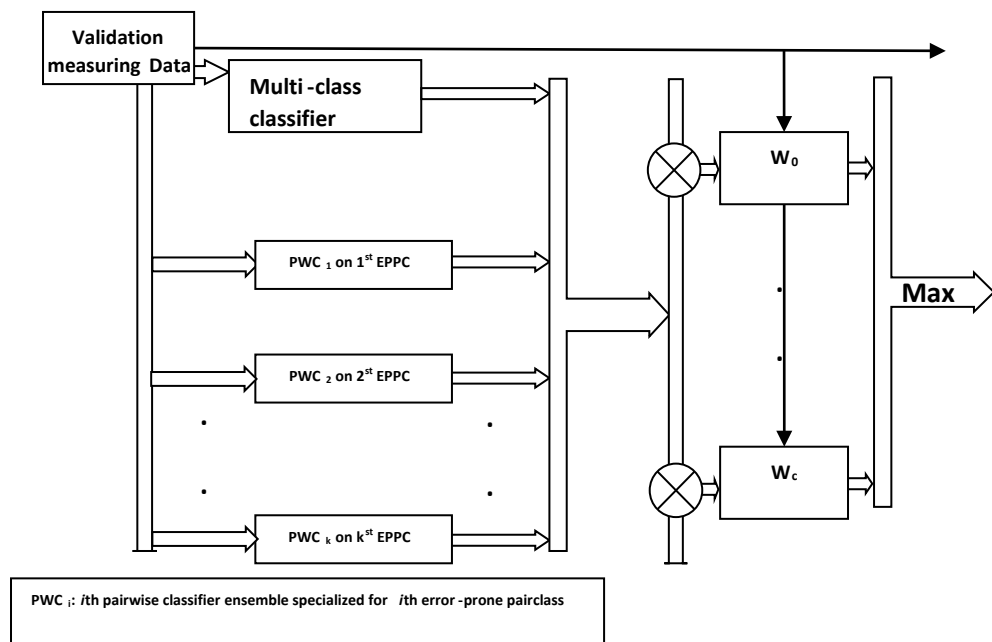 Validation
measuring Data
Multi-class
classifier
PWC 1 on 1st EPPC
PWC 2 on 2st EPPC
PWC k on kst EPPC
W0
Wc
Max
PWC i: ith pairwise classifier ensemble specialized for ith error-prone pairclass